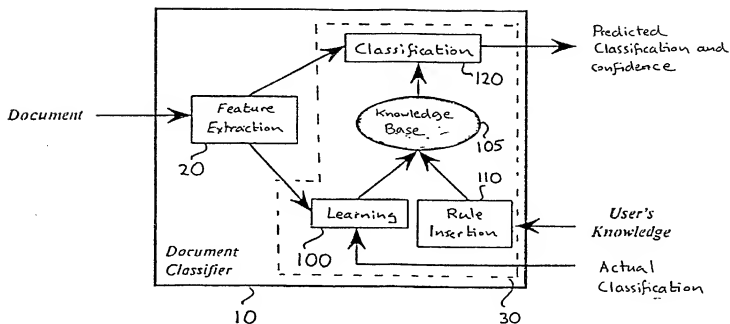 Predicted
Classification and
confidence
Classification
120
Document
Feature
Extraction
20
Knowledge
Base
105
110
Learning
100
Rule
Insertion
User's
Knowledge
Document
Classifier
Actual
Classification
10
30